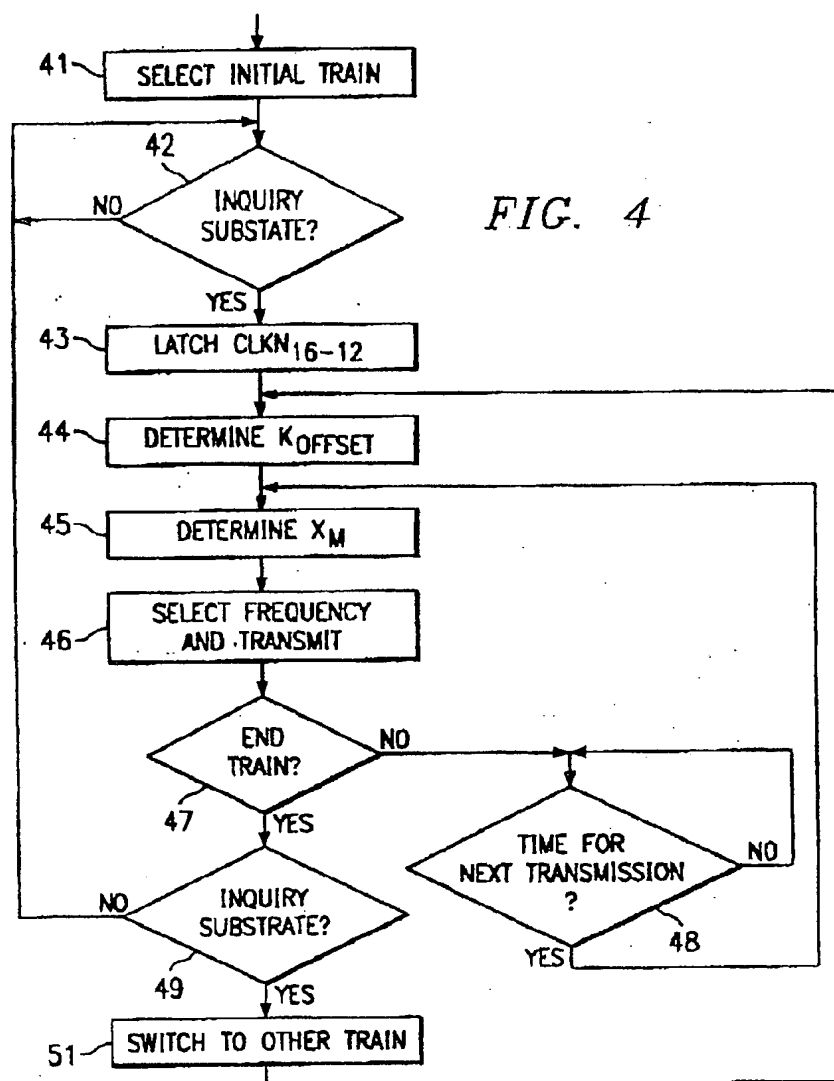 41
SELECT INITIAL TRAIN
42
INQUIRY
SUBSTATE?
NO
YES
FIG. 4
43
LATCH CLKN16-12
44
DETERMINE KOFFSET
45
DETERMINE XM
46
SELECT FREQUENCY
AND TRANSMIT
END
TRAIN?
NO
47
YES
TIME FOR
NEXT TRANSMISSION
?
NO
48
YES
INQUIRY
SUBSTRATE?
NO
49
YES
51
SWITCH TO OTHER TRAIN